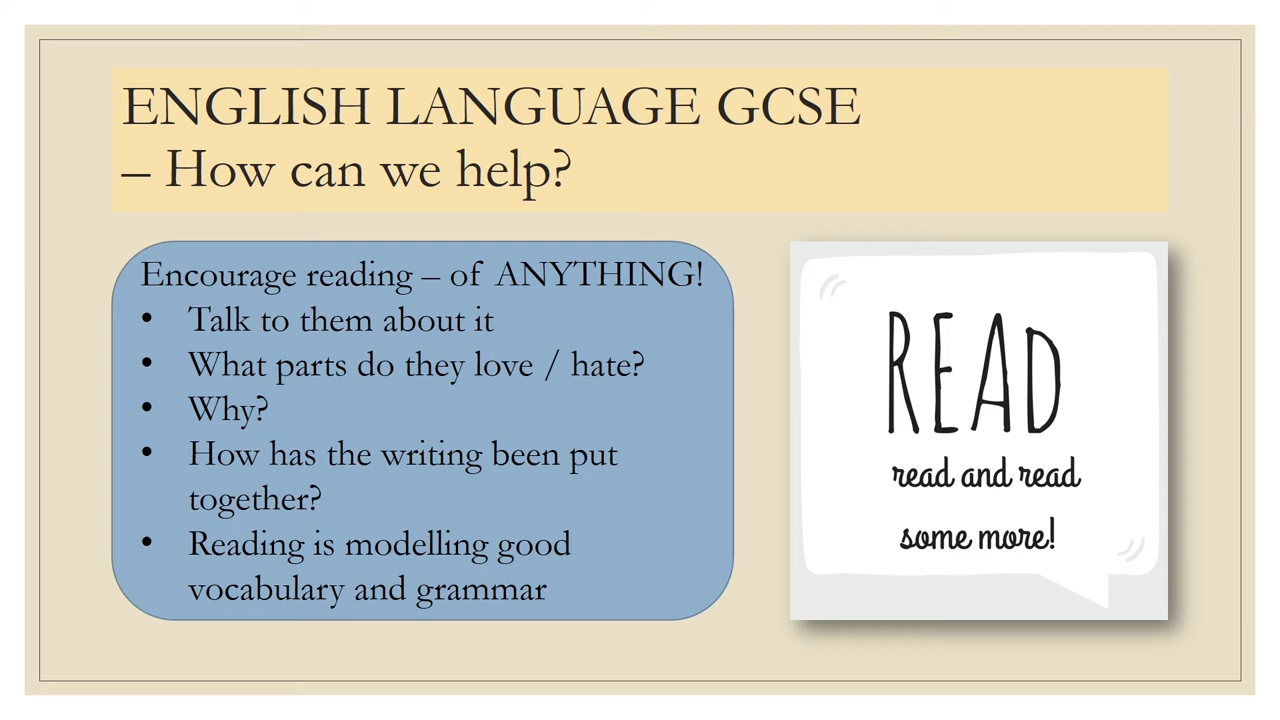 ENGLISH LANGUAGE GCSE
– How can we help?
Encourage reading – of ANYTHING!
• Talk to them about it
• What parts do they love / hate?
• Why?
• How has the writing been put
together?
• Reading is modelling good
vocabulary and grammar
READ
read and read
some more!